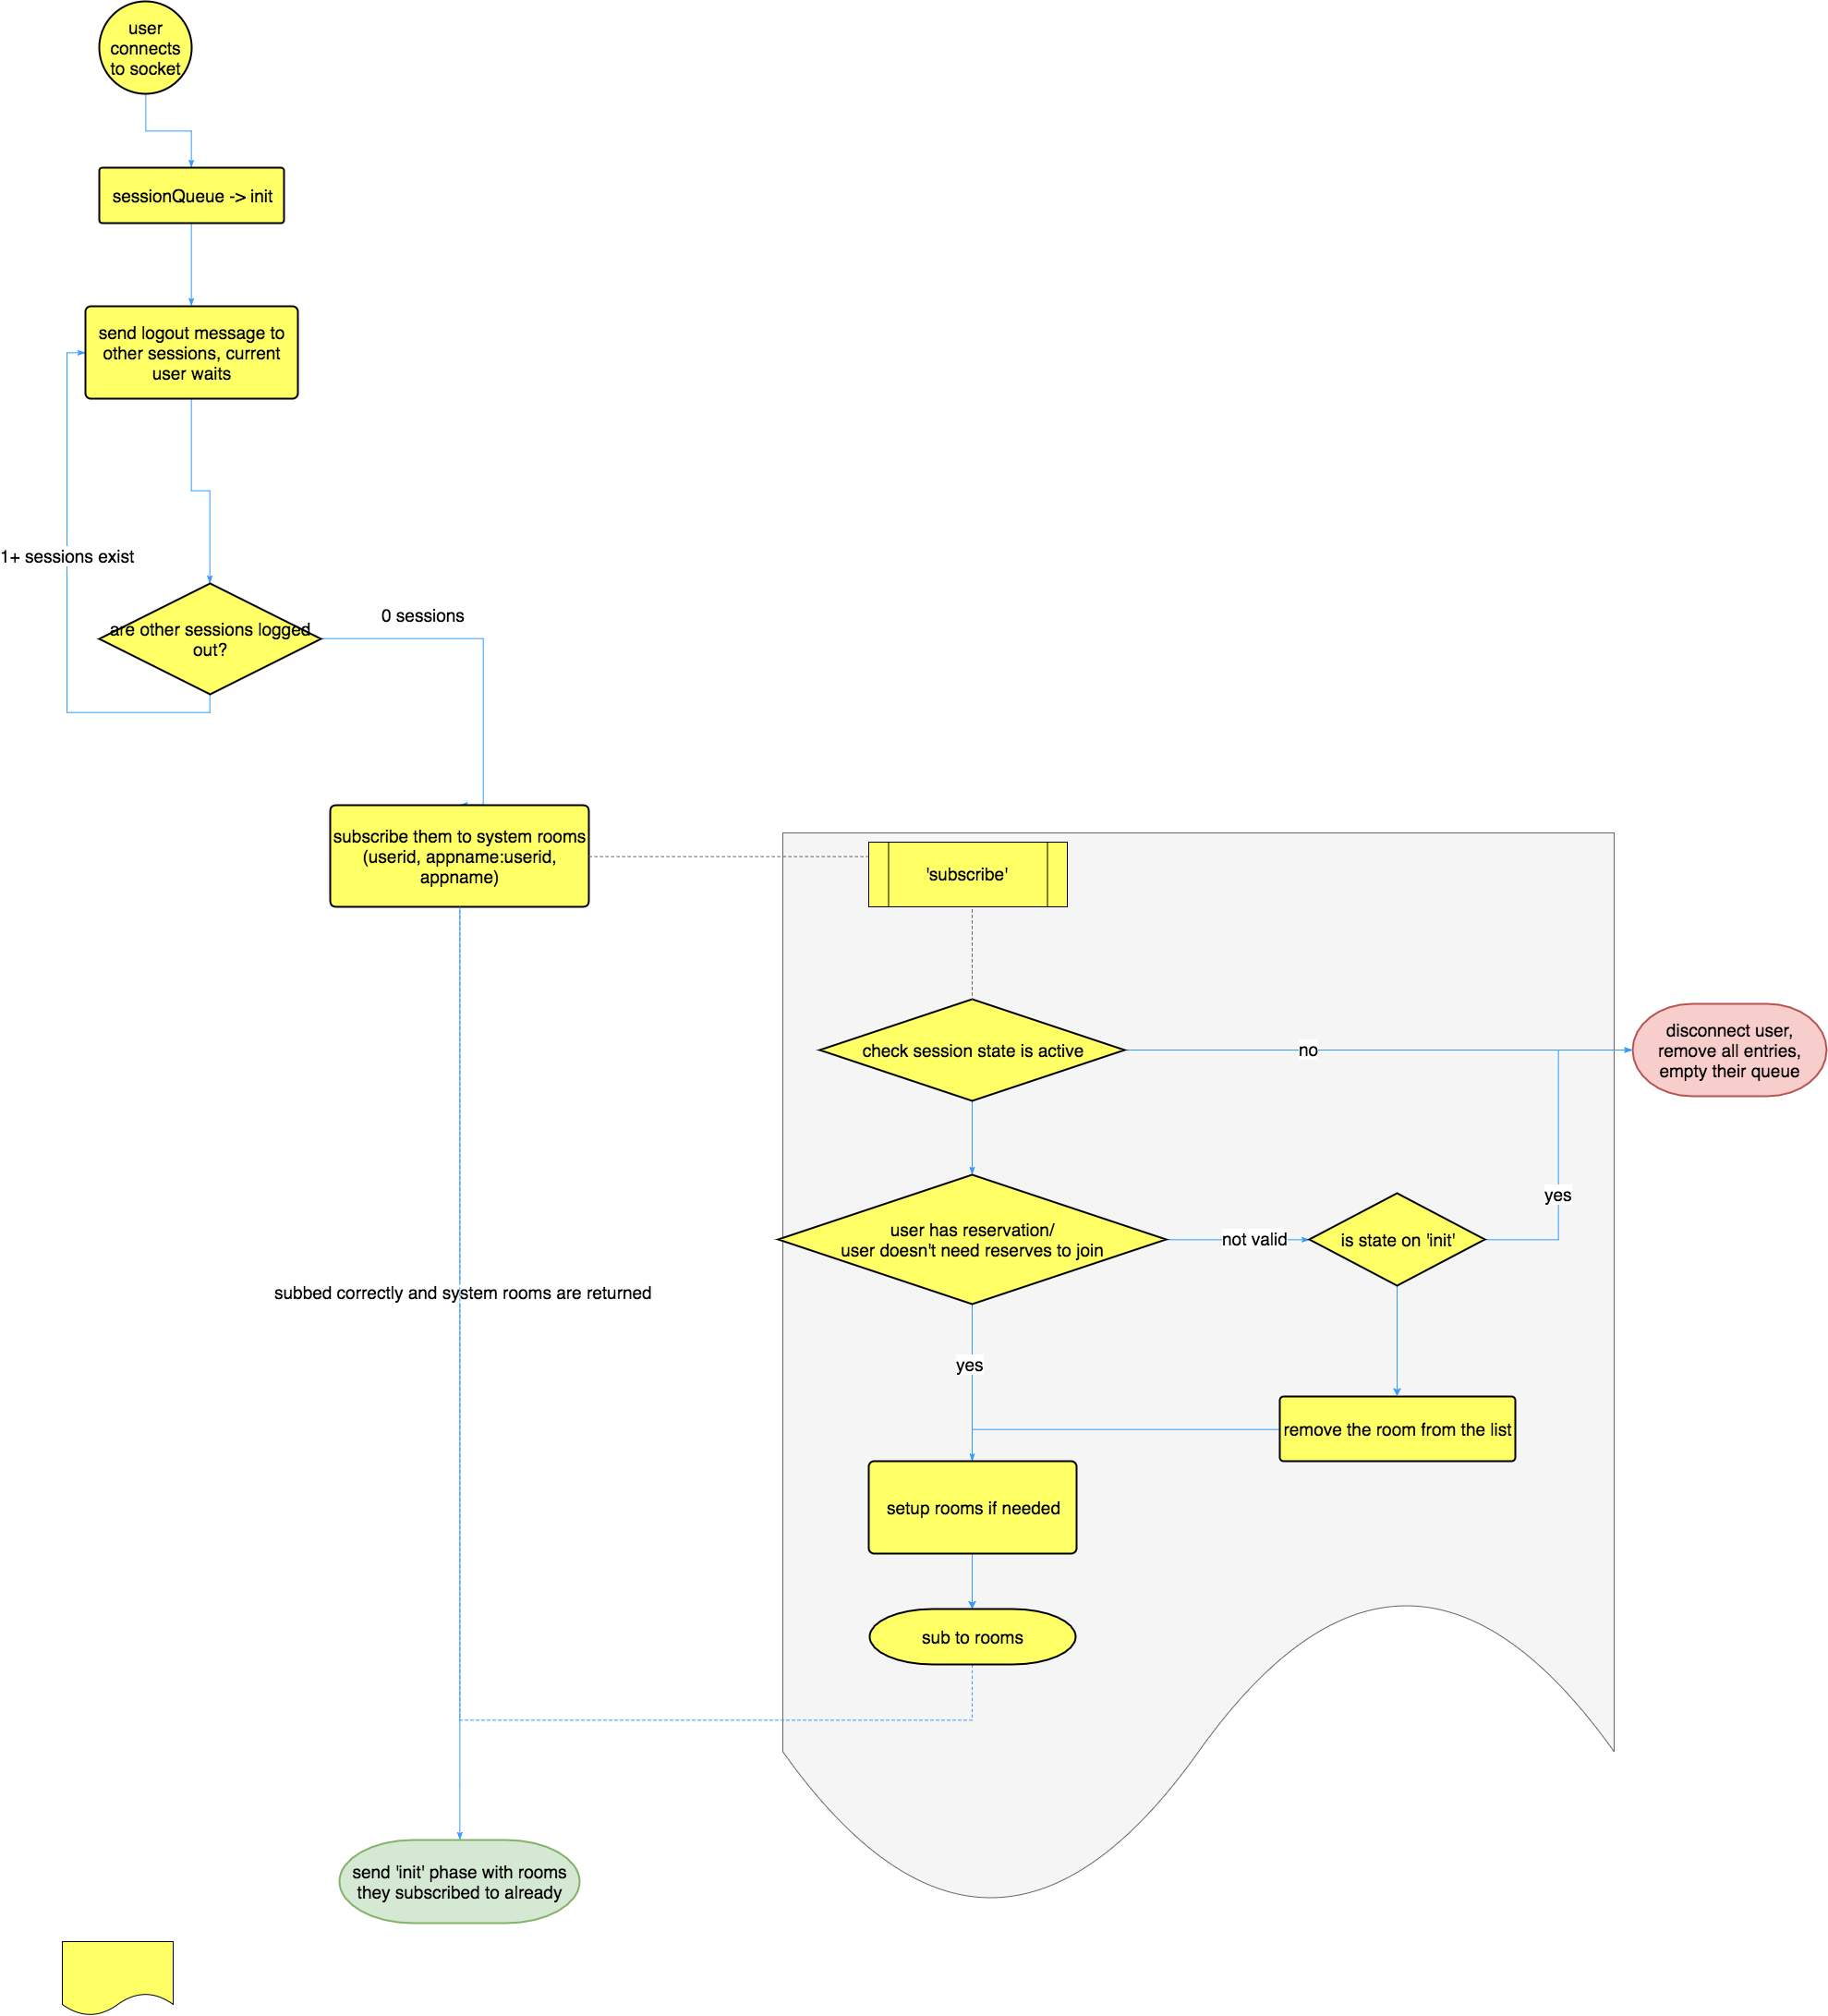 user
connects
to socket
sessionQueue -> init
send logout message to
other sessions, current
user waits
1+ sessions exist
are other sessions logged
out?
0 sessions
subscribe them to system rooms
(userid, appname:userid,
appname)
'subscribe'
check session state is active
no
disconnect user,
remove all entries,
empty their queue
user has reservation/
user doesn't need reserves to join
not valid
is state on 'init'
yes
subbed correctly and system rooms are returned
yes
remove the room from the list
setup rooms if needed
sub to rooms
send 'init' phase with rooms
they subscribed to already